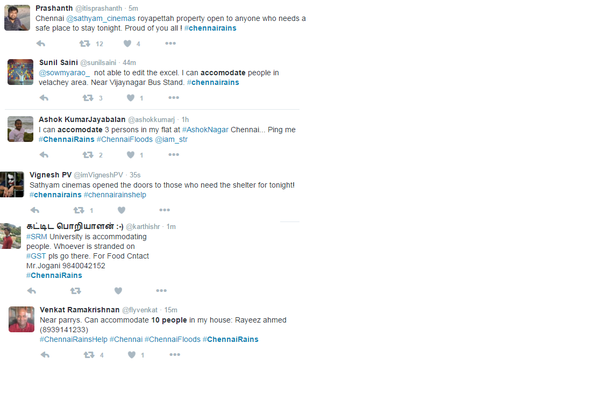 Prashanth @itisprashanth · 5m
Chennai @sathyam_cinemas royapettah property open to anyone who needs a
safe place to stay tonight. Proud of you all ! #chennairains
12 4
Sunil Saini @sunilsaini · 44m
@sowmyarao_ not able to edit the excel. I can accomodate people in
velachey area. Near Vijaynagar Bus Stand. #chennairains
3 1
Ashok KumarJayabalan @ashokkumarj · 1h
I can accomodate 3 persons in my flat at #AshokNagar Chennai... Ping me
#ChennaiRains #ChennaiFloods @iam_str
2 1
Vignesh PV @imVigneshPV · 35s
Sathyam cinemas opened the doors to those who need the shelter for tonight!
#chennairains #chennairainshelp
1
கட்டிட பொறியாளன் :-) @karthishr · 1m
#SRM University is accommodating
people. Whoever is stranded on
#GST pls go there. For Food Cntact
Mr.Jogani 9840042152
#ChennaiRains
Venkat Ramakrishnan @flyvenkat · 15m
Near parrys. Can accommodate 10 people in my house: Rayeez ahmed
(8939141233)
#ChennaiRainsHelp #Chennai #ChennaiFloods #ChennaiRains
4 1